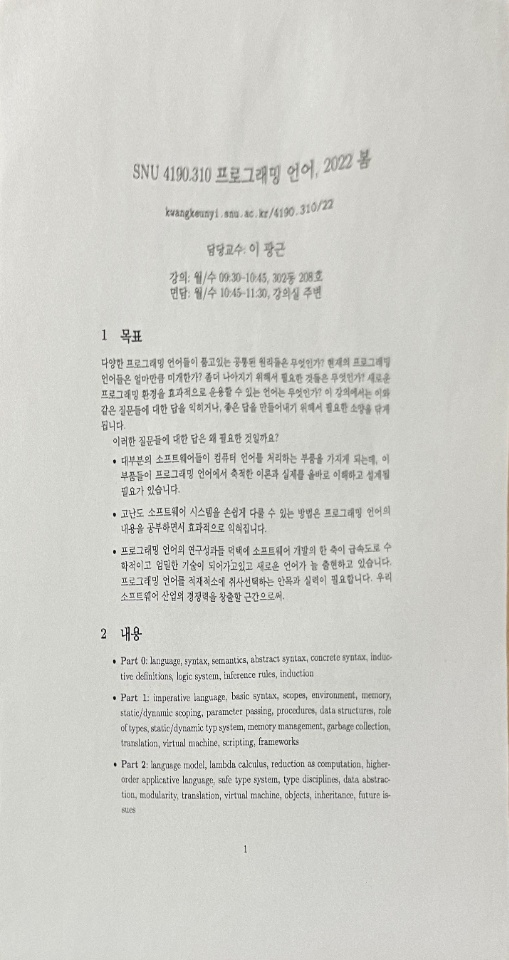 SNU 4190.310 프로그래밍 언어, 2022 봄
kwangkeunyi.snu.ac.kr/4190.310/22
담당교수: 이 광근
강의: 월/수 09:30-10:45, 302동 208호
면담: 월/수 10:45-11:30, 강의실 주변
1 목표
다양한 프로그래밍 언어들이 품고있는 공통된 원리들은 무엇인가? 현재의 프로그래밍
언어들은 얼마만큼 미개한가? 좀더 나아지기 위해서 필요한 것들은 무엇인가? 새로운
프로그래밍 환경을 효과적으로 운용할 수 있는 언어는 무엇인가? 이 강의에서는 이와
같은 질문들에 대한 답을 익히거나, 좋은 답을 만들어내기 위해서 필요한 소양을 닦게
됩니다.
이러한 질문들에 대한 답은 왜 필요한 것일까요?
• 대부분의 소프트웨어들이 컴퓨터 언어를 처리하는 부품을 가지게 되는데, 이
부품들이 프로그래밍 언어에서 축적한 이론과 실제를 올바로 이해하고 설계될
필요가 있습니다.
• 고난도 소프트웨어 시스템을 손쉽게 다룰 수 있는 방법은 프로그래밍 언어의
내용을 공부하면서 효과적으로 익혀집니다.
• 프로그래밍 언어의 연구성과들 덕택에 소프트웨어 개발의 한 축이 급속도로 수
학적이고 엄밀한 기술이 되어가고있고 새로운 언어가 늘 출현하고 있습니다.
프로그래밍 언어를 적재적소에 취사선택하는 안목과 실력이 필요합니다. 우리
소프트웨어 산업의 경쟁력을 창출할 근간으로써.
2 내용
• Part 0: language, syntax, semantics, abstract syntax, concrete syntax, induc-
tive definitions, logic system, inference rules, induction
• Part 1: imperative language, basic syntax, scopes, environment, memory,
static/dynamic scoping, parameter passing, procedures, data structures, role
of types, static/dynamic typ system, memory management, garbage collection,
translation, virtual machine, scripting, frameworks
• Part 2: language model, lambda calculus, reduction as computation, higher-
order applicative language, safe type system, type disciplines, data abstrac-
tion, modularity, translation, virtual machine, objects, inheritance, future is-
sues
1